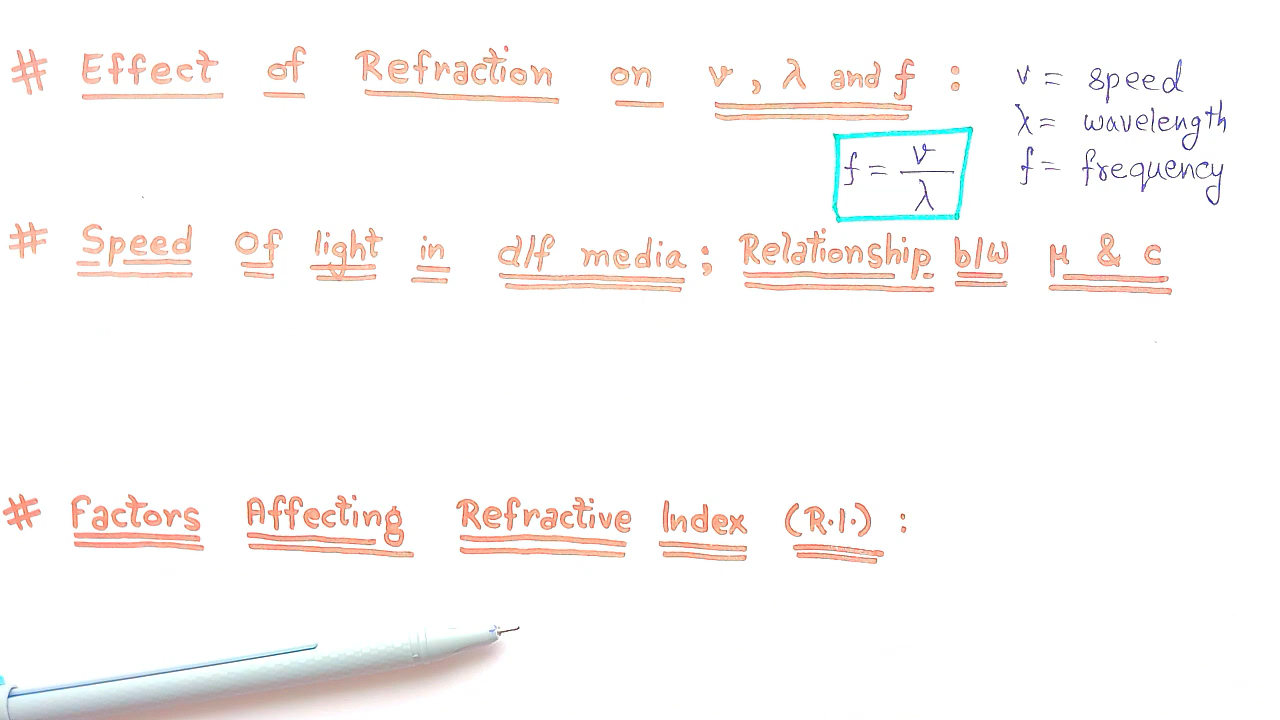 # Effect of Refraction on v, λ and f :
v = speed
λ = wavelength
f = frequency
f = v/λ
# Speed Of light in d/f media ; Relationship b/w μ & c
# Factors Affecting Refractive Index (R.I.) :